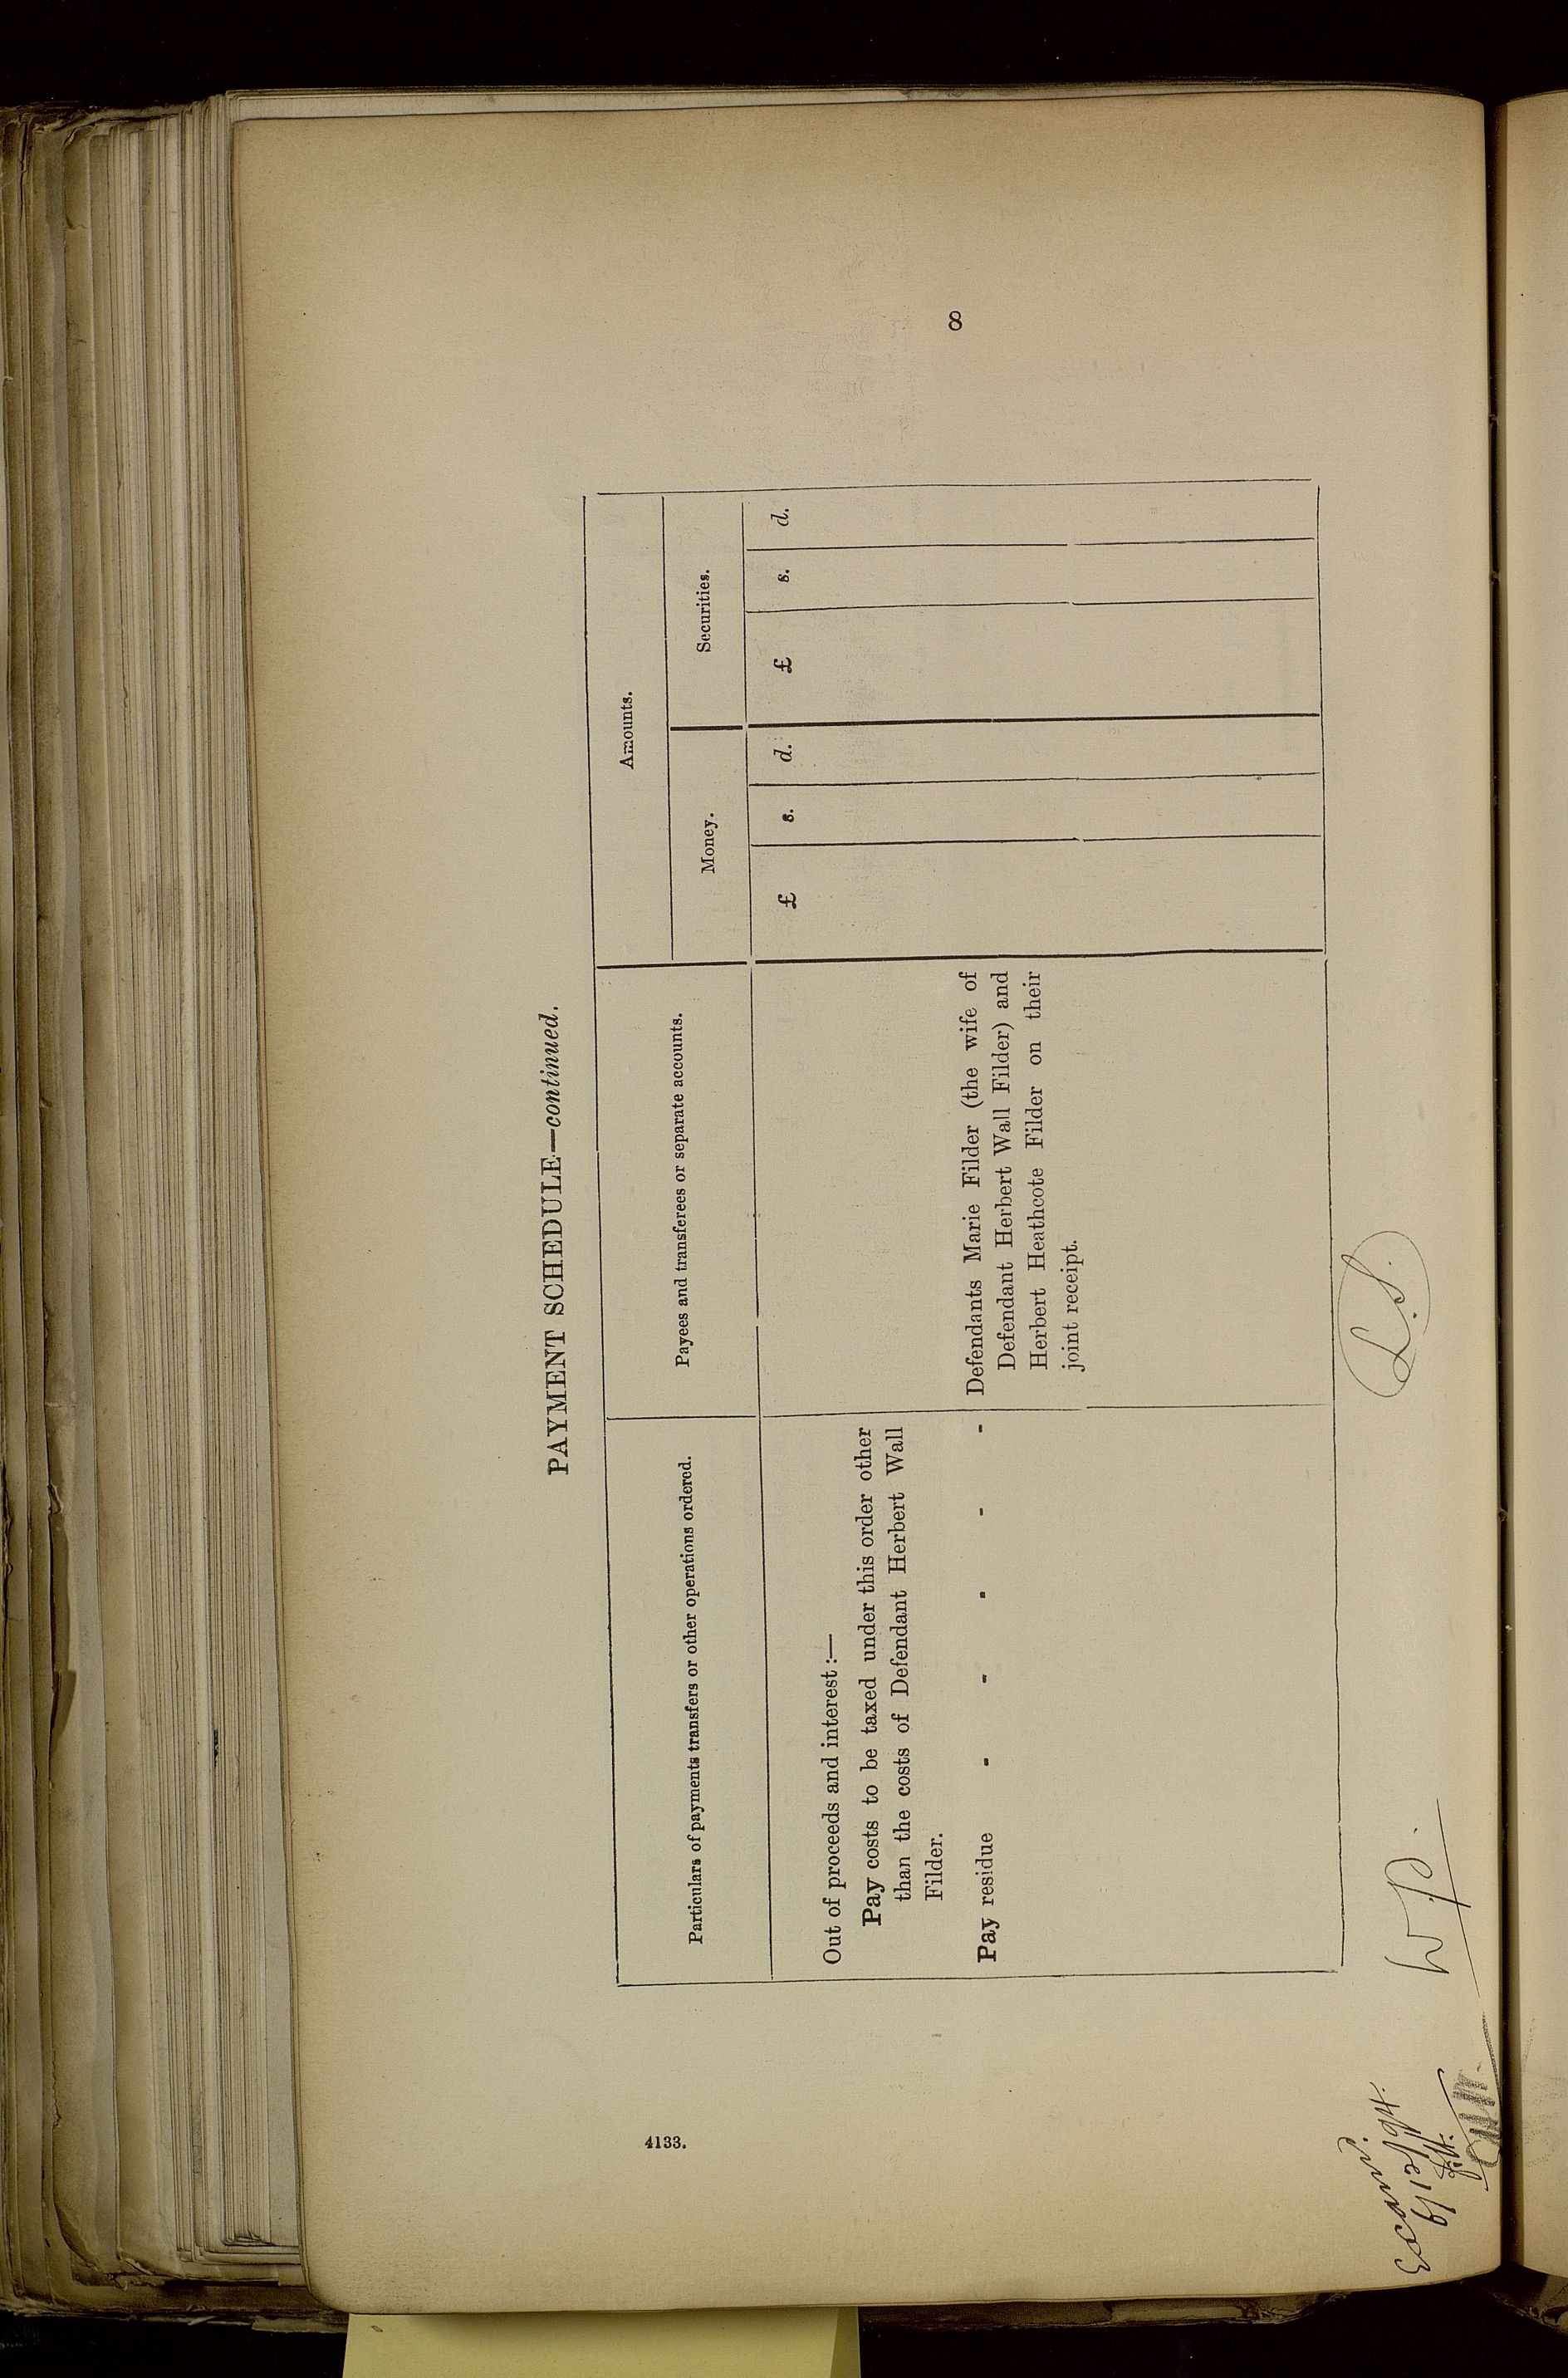 8
PAYMENT SCHEDULE—continued.
Particulars of payments transfers or other operations ordered.
Payees and transferees or separate accounts.
Amounts.
Money.
Securities.
£ s. d.
£ s. d.
Out of proceeds and interest :—
Pay costs to be taxed under this order other
than the costs of Defendant Herbert Wall
Filder.
Pay residue - - - - -
Defendants Marie Filder (the wife of
Defendant Herbert Wall Filder) and
Herbert Heathcote Filder on their
joint receipt.
4133.
L.S.
W.P.
Examd.